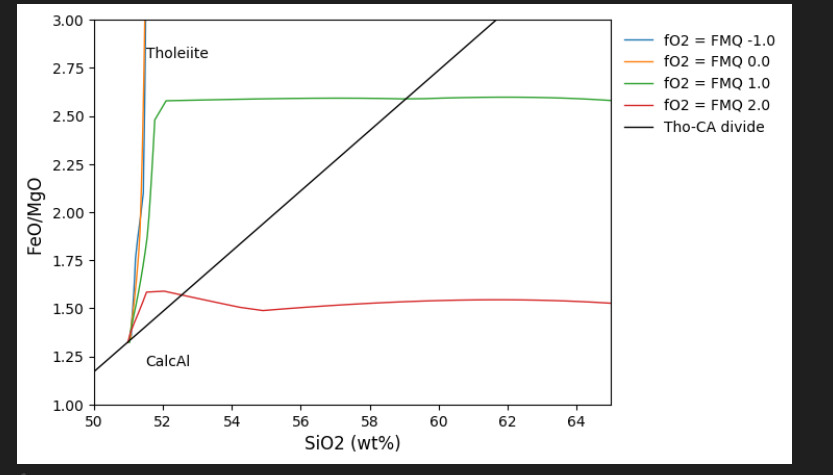 3.00
2.75
2.50
2.25
2.00
1.75
1.50
1.25
1.00
FeO/MgO
Tholeiite
CalcAl
50 52 54 56 58 60 62 64
SiO2 (wt%)
fO2 = FMQ -1.0
fO2 = FMQ 0.0
fO2 = FMQ 1.0
fO2 = FMQ 2.0
Tho-CA divide